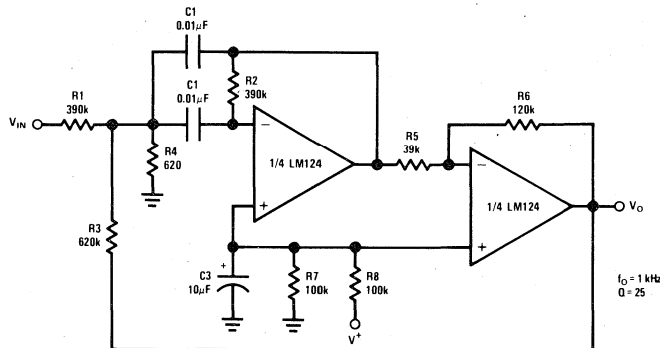 C1
0.01μF
C1
0.01μF
R1
390k
R2
390k
R6
120k
VIN
R4
620
1/4 LM124
R5
39k
1/4 LM124
VO
R3
620k
C3
10μF
R7
100k
R8
100k
V+
fO = 1 kHz
Q = 25